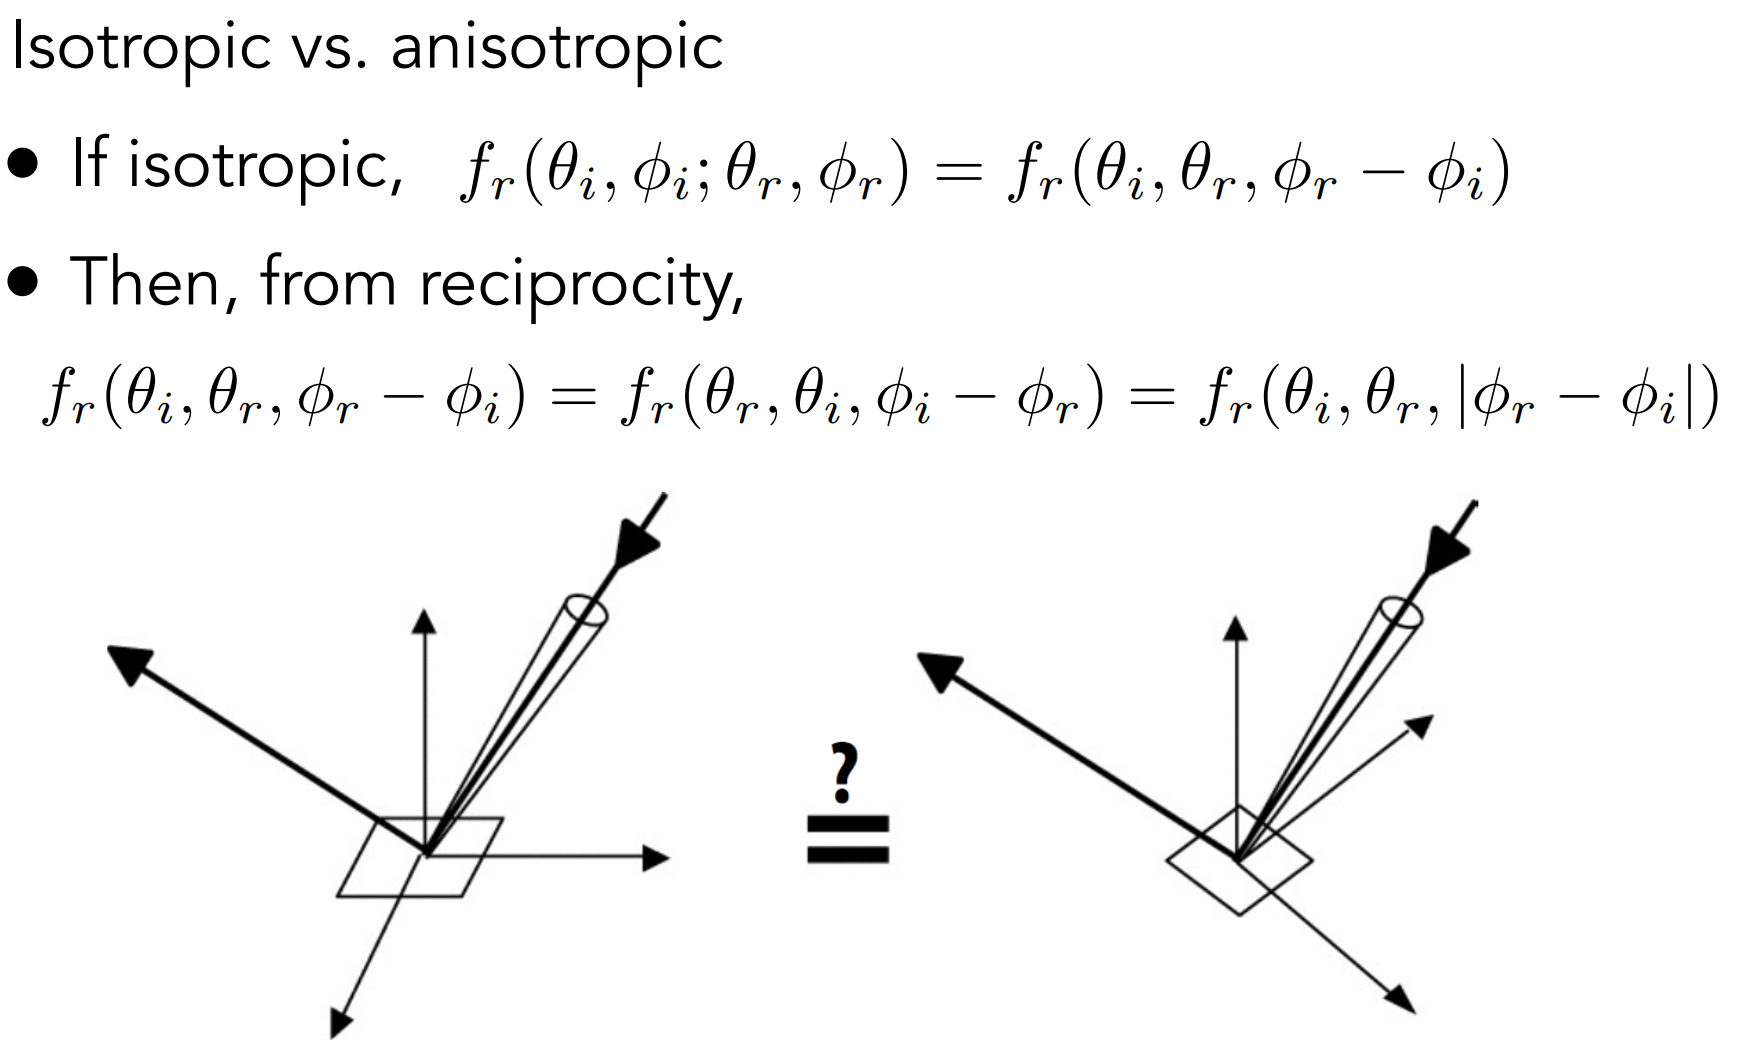 Isotropic vs. anisotropic
• If isotropic, f_r(θ_i, ϕ_i; θ_r, ϕ_r) = f_r(θ_i, θ_r, ϕ_r − ϕ_i)
• Then, from reciprocity,
f_r(θ_i, θ_r, ϕ_r − ϕ_i) = f_r(θ_r, θ_i, ϕ_i − ϕ_r) = f_r(θ_i, θ_r, |ϕ_r − ϕ_i|)
?
=